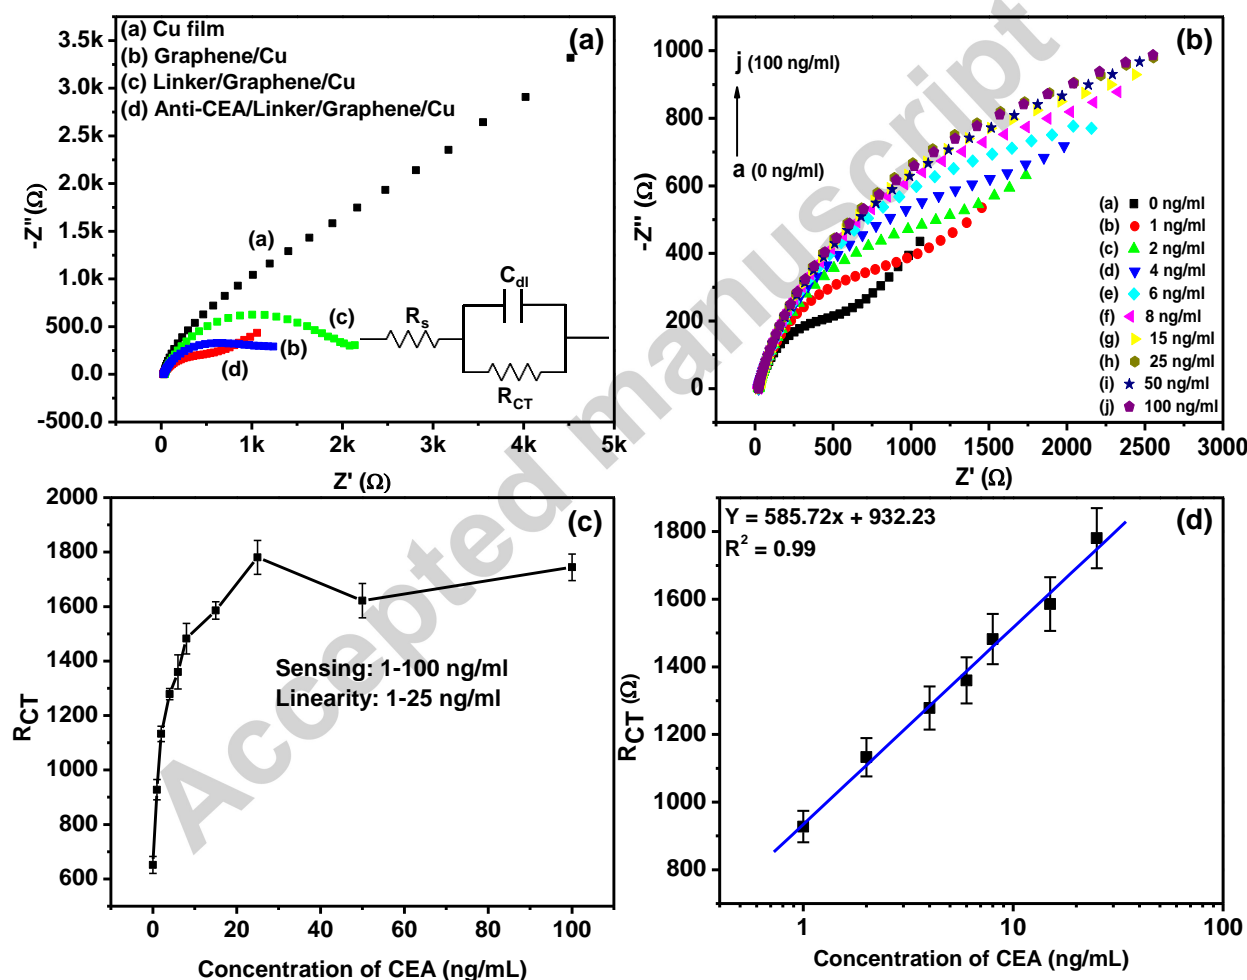 (a) Cu film
(b) Graphene/Cu
(c) Linker/Graphene/Cu
(d) Anti-CEA/Linker/Graphene/Cu
(a)
3.5k
3.0k
2.5k
2.0k
1.5k
1.0k
500.0
0.0
-500.0
-Z''(Ω)
(a)
(c)
(b)
(d)
Cdl
Rs
RCT
0 1k 2k 3k 4k 5k
Z' (Ω)
(b)
1000
800
600
400
200
0
-Z'' (Ω)
j (100 ng/ml)
a (0 ng/ml)
(a) 0 ng/ml
(b) 1 ng/ml
(c) 2 ng/ml
(d) 4 ng/ml
(e) 6 ng/ml
(f) 8 ng/ml
(g) 15 ng/ml
(h) 25 ng/ml
(i) 50 ng/ml
(j) 100 ng/ml
0 500 1000 1500 2000 2500 3000
Z' (Ω)
(c)
2000
1800
1600
1400
1200
1000
800
600
RCT
Sensing: 1-100 ng/ml
Linearity: 1-25 ng/ml
0 20 40 60 80 100
Concentration of CEA (ng/mL)
Y = 585.72x + 932.23
R² = 0.99
(d)
1800
1600
1400
1200
1000
800
RCT (Ω)
1 10 100
Concentration of CEA (ng/mL)
Accepted manuscript